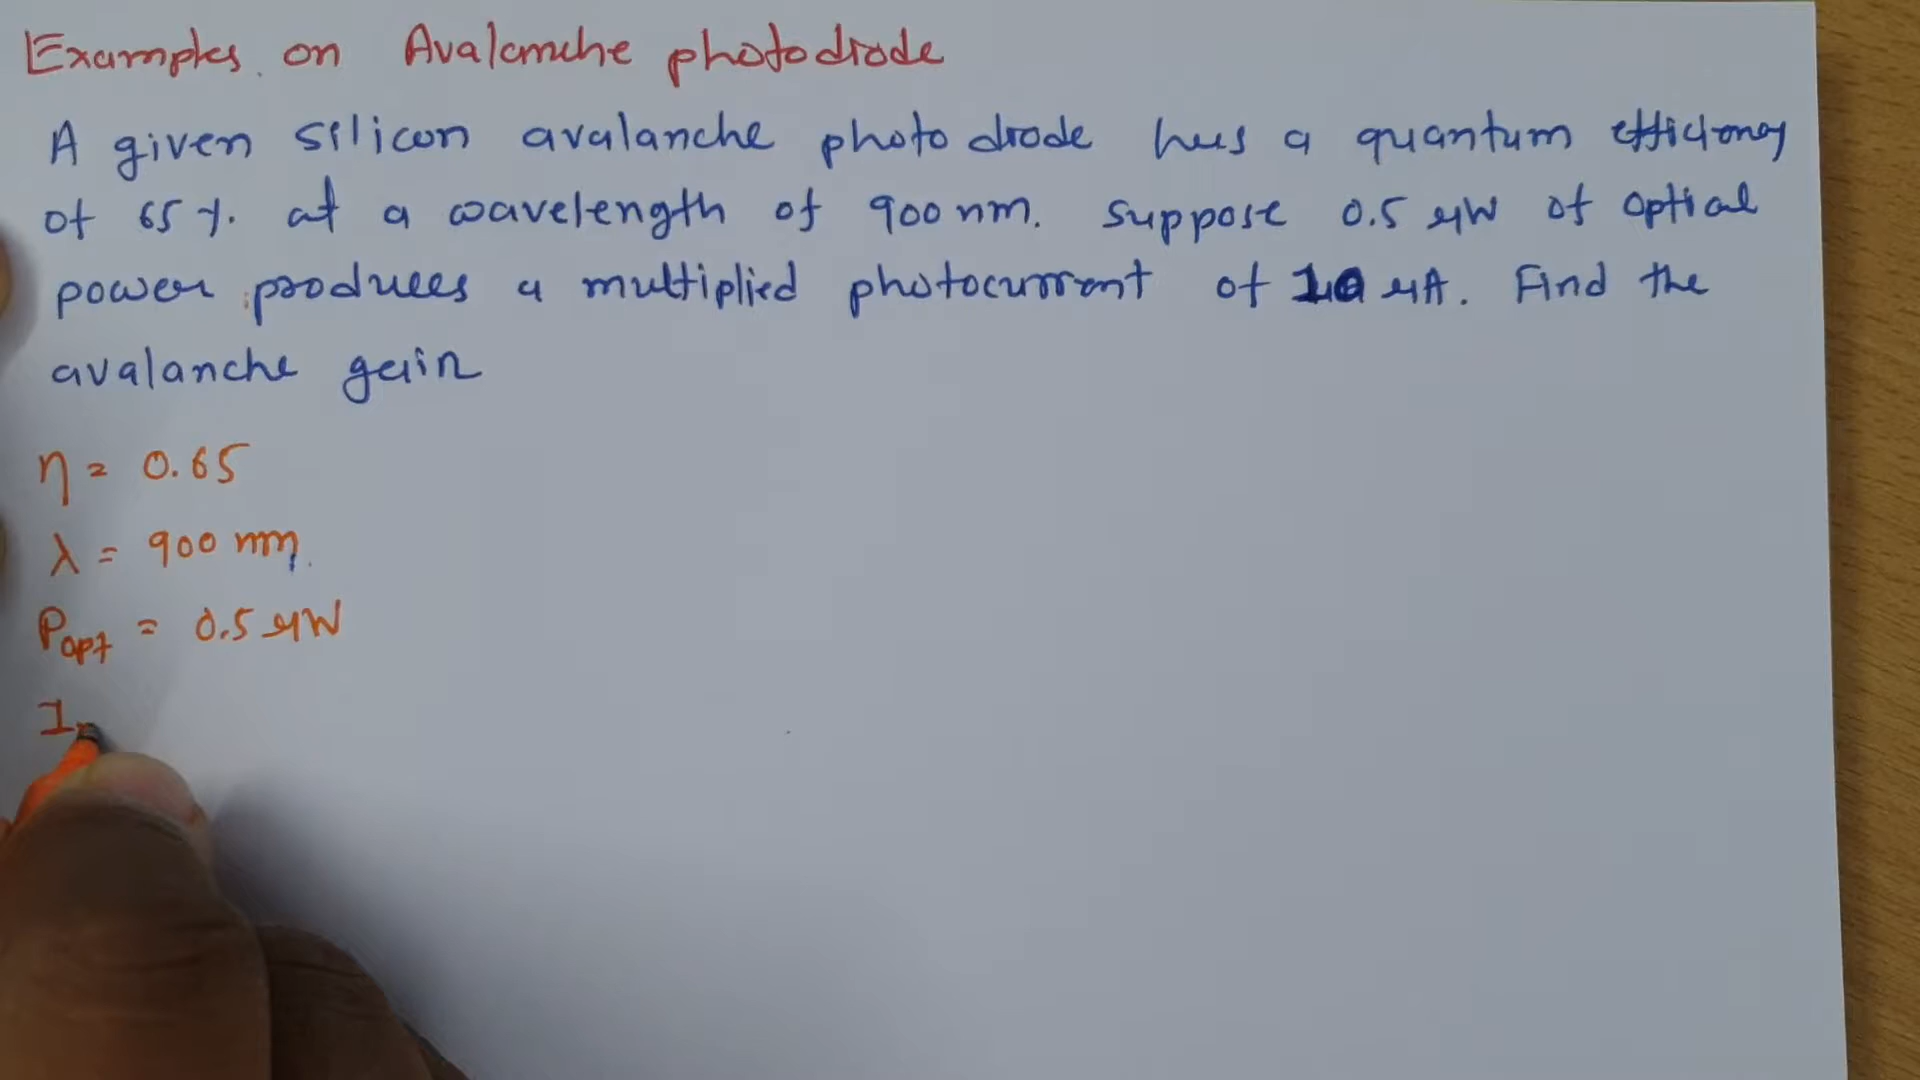 Examples on Avalanche photodiode
A given silicon avalanche photo diode has a quantum efficiency
of 65 %. at a wavelength of 900 nm. Suppose 0.5 μW of optical
power produces a multiplied photocurrent of 10 μA. Find the
avalanche gain
η = 0.65
λ = 900 nm.
Popt = 0.5 μW
I